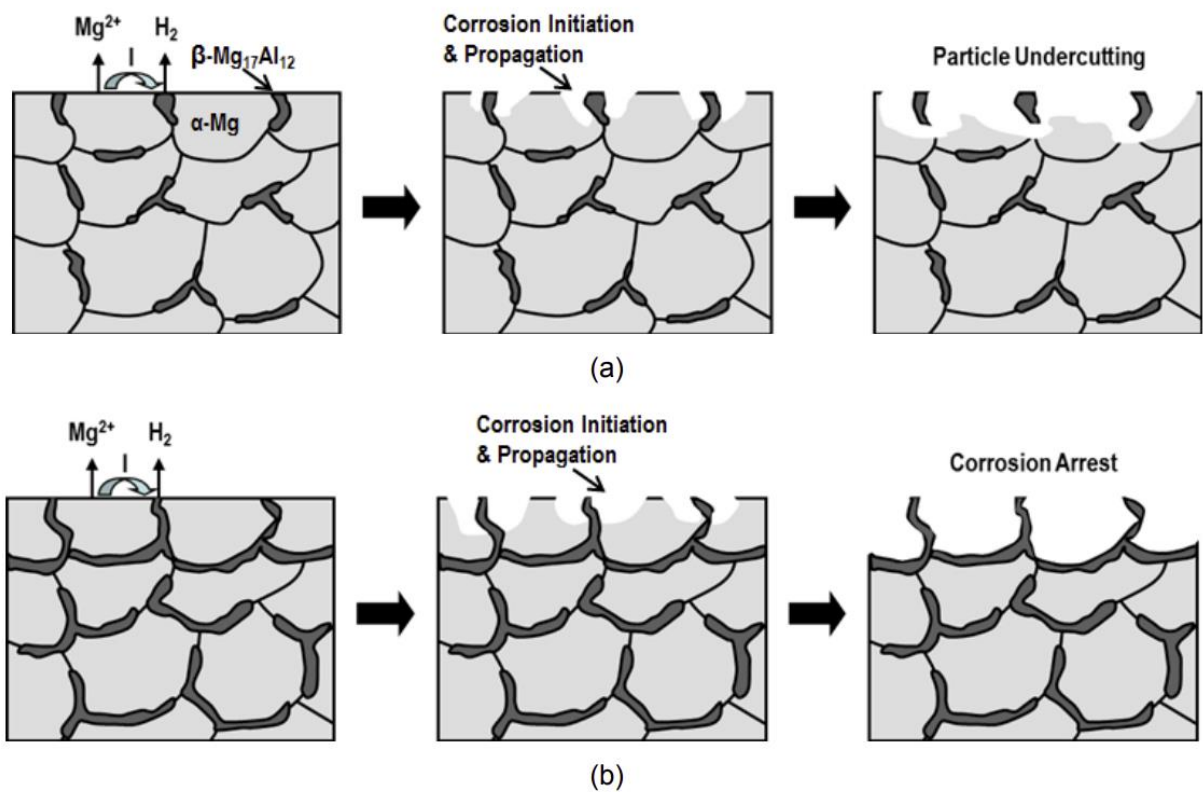 Mg²⁺ H₂
I
β-Mg₁₇Al₁₂
α-Mg
Corrosion Initiation
& Propagation
Particle Undercutting
(a)
Mg²⁺ H₂
I
Corrosion Initiation
& Propagation
Corrosion Arrest
(b)